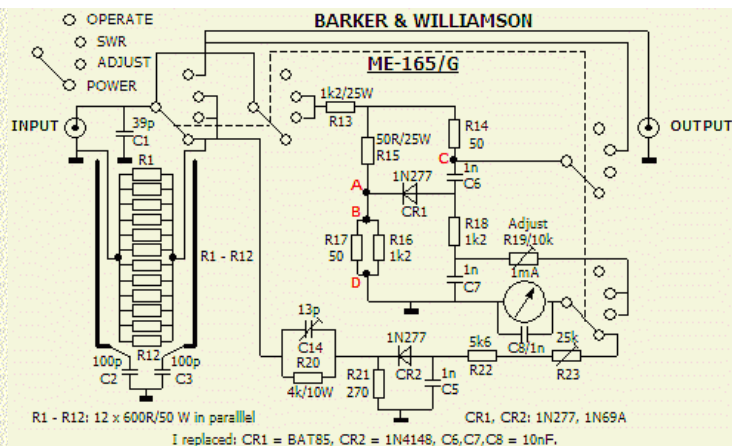 OPERATE
SWR
ADJUST
POWER
BARKER & WILLIAMSON
ME-165/G
INPUT
39p
C1
1k2/25W
R13
50R/25W
R15
R14
50
C
1n
C6
OUTPUT
A
1N277
CR1
B
R17
50
R16
1k2
D
R18
1k2
1n
C7
Adjust
R19/10k
1mA
C8/1n
R1
R1 - R12
R12
100p
C2
100p
C3
13p
C14
R20
4k/10W
1N277
CR2
R21
270
1n
C5
5k6
R22
25k
R23
R1 - R12: 12 x 600R/50 W in paralllel
CR1, CR2: 1N277, 1N69A
I replaced: CR1 = BAT85, CR2 = 1N4148, C6,C7,C8 = 10nF.